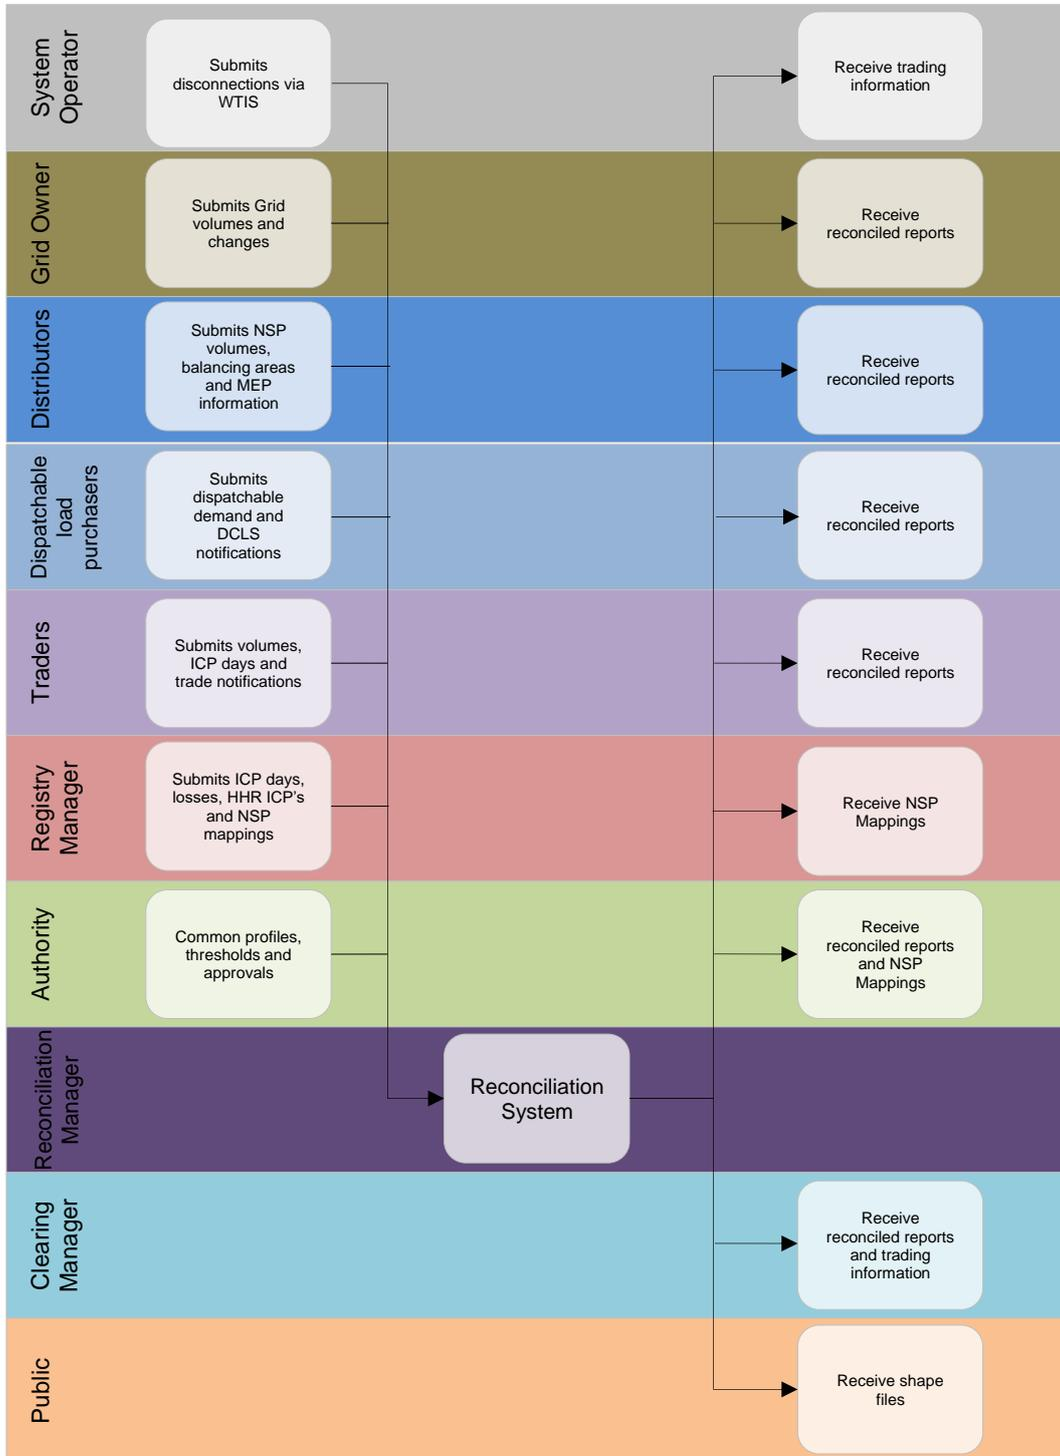 System
Operator
Submits
disconnections via
WTIS
Receive trading
information
Grid Owner
Submits Grid
volumes and
changes
Receive
reconciled reports
Distributors
Submits NSP
volumes,
balancing areas
and MEP
information
Receive
reconciled reports
Dispatchable
load
purchasers
Submits
dispatchable
demand and
DCLS
notifications
Receive
reconciled reports
Traders
Submits volumes,
ICP days and
trade notifications
Receive
reconciled reports
Registry
Manager
Submits ICP days,
losses, HHR ICP's
and NSP
mappings
Receive NSP
Mappings
Authority
Common profiles,
thresholds and
approvals
Receive
reconciled reports
and NSP
Mappings
Reconciliation
Manager
Reconciliation
System
Clearing
Manager
Receive
reconciled reports
and trading
information
Public
Receive shape
files